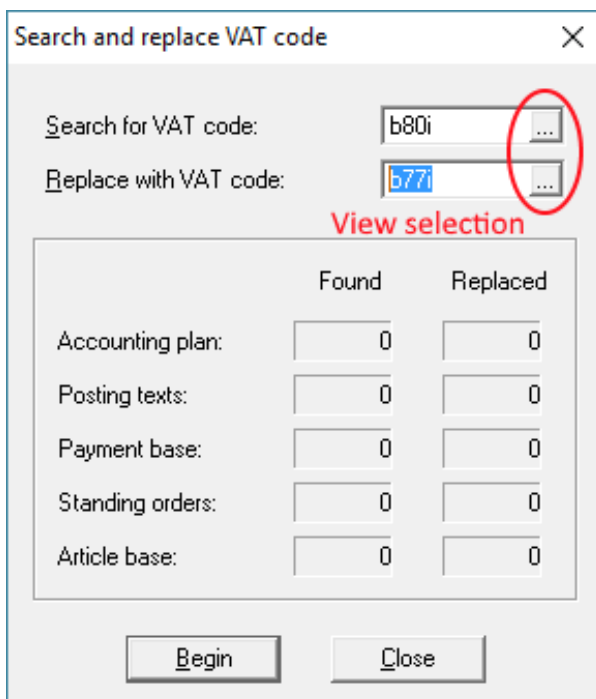 Search and replace VAT code
Search for VAT code: b80i ...
Replace with VAT code: b77i ...
View selection
Found Replaced
Accounting plan: 0 0
Posting texts: 0 0
Payment base: 0 0
Standing orders: 0 0
Article base: 0 0
Begin Close